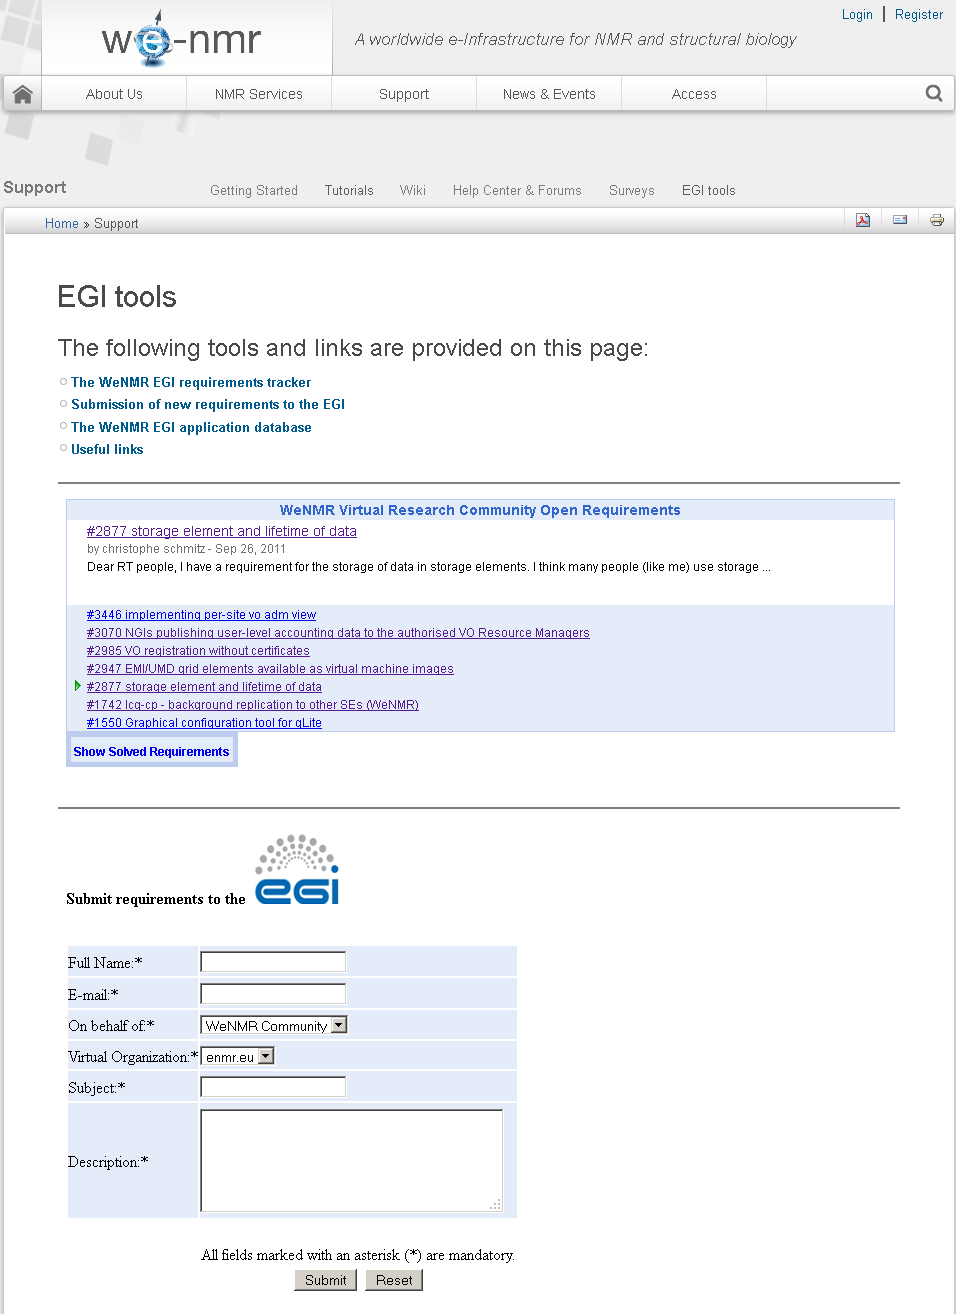 we-nmr
A worldwide e-Infrastructure for NMR and structural biology
Login | Register
About Us
NMR Services
Support
News & Events
Access
Support
Getting Started
Tutorials
Wiki
Help Center & Forums
Surveys
EGI tools
Home » Support
EGI tools
The following tools and links are provided on this page:
The WeNMR EGI requirements tracker
Submission of new requirements to the EGI
The WeNMR EGI application database
Useful links
WeNMR Virtual Research Community Open Requirements
#2877 storage element and lifetime of data
by christophe schmitz - Sep 26, 2011
Dear RT people, I have a requirement for the storage of data in storage elements. I think many people (like me) use storage ...
#3446 implementing per-site vo adm view
#3070 NGIs publishing user-level accounting data to the authorised VO Resource Managers
#2985 VO registration without certificates
#2947 EMI/UMD grid elements available as virtual machine images
#2877 storage element and lifetime of data
#1742 lcg-cp - background replication to other SEs (WeNMR)
#1550 Graphical configuration tool for gLite
Show Solved Requirements
Submit requirements to the egi
Full Name:*
E-mail:*
On behalf of:* WeNMR Community
Virtual Organization:* enmr.eu
Subject:*
Description:*
All fields marked with an asterisk (*) are mandatory.
Submit Reset